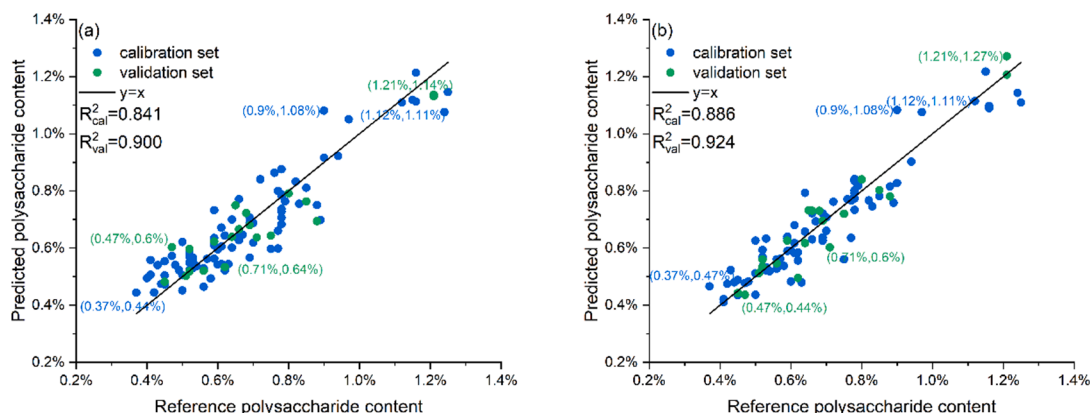 (a)
calibration set
validation set
y=x
R²cal=0.841
R²val=0.900
(1.21%,1.14%)
(0.9%,1.08%)
(1.12%,1.11%)
(0.47%,0.6%)
(0.71%,0.64%)
(0.37%,0.44%)
1.4%
1.2%
1.0%
0.8%
0.6%
0.4%
0.2%
0.2%
0.4%
0.6%
0.8%
1.0%
1.2%
1.4%
Predicted polysaccharide content
Reference polysaccharide content
(b)
calibration set
validation set
y=x
R²cal=0.886
R²val=0.924
(1.21%,1.27%)
(0.9%,1.08%)
(1.12%,1.11%)
(0.71%,0.6%)
(0.37%,0.47%)
(0.47%,0.44%)
1.4%
1.2%
1.0%
0.8%
0.6%
0.4%
0.2%
0.2%
0.4%
0.6%
0.8%
1.0%
1.2%
1.4%
Predicted polysaccharide content
Reference polysaccharide content